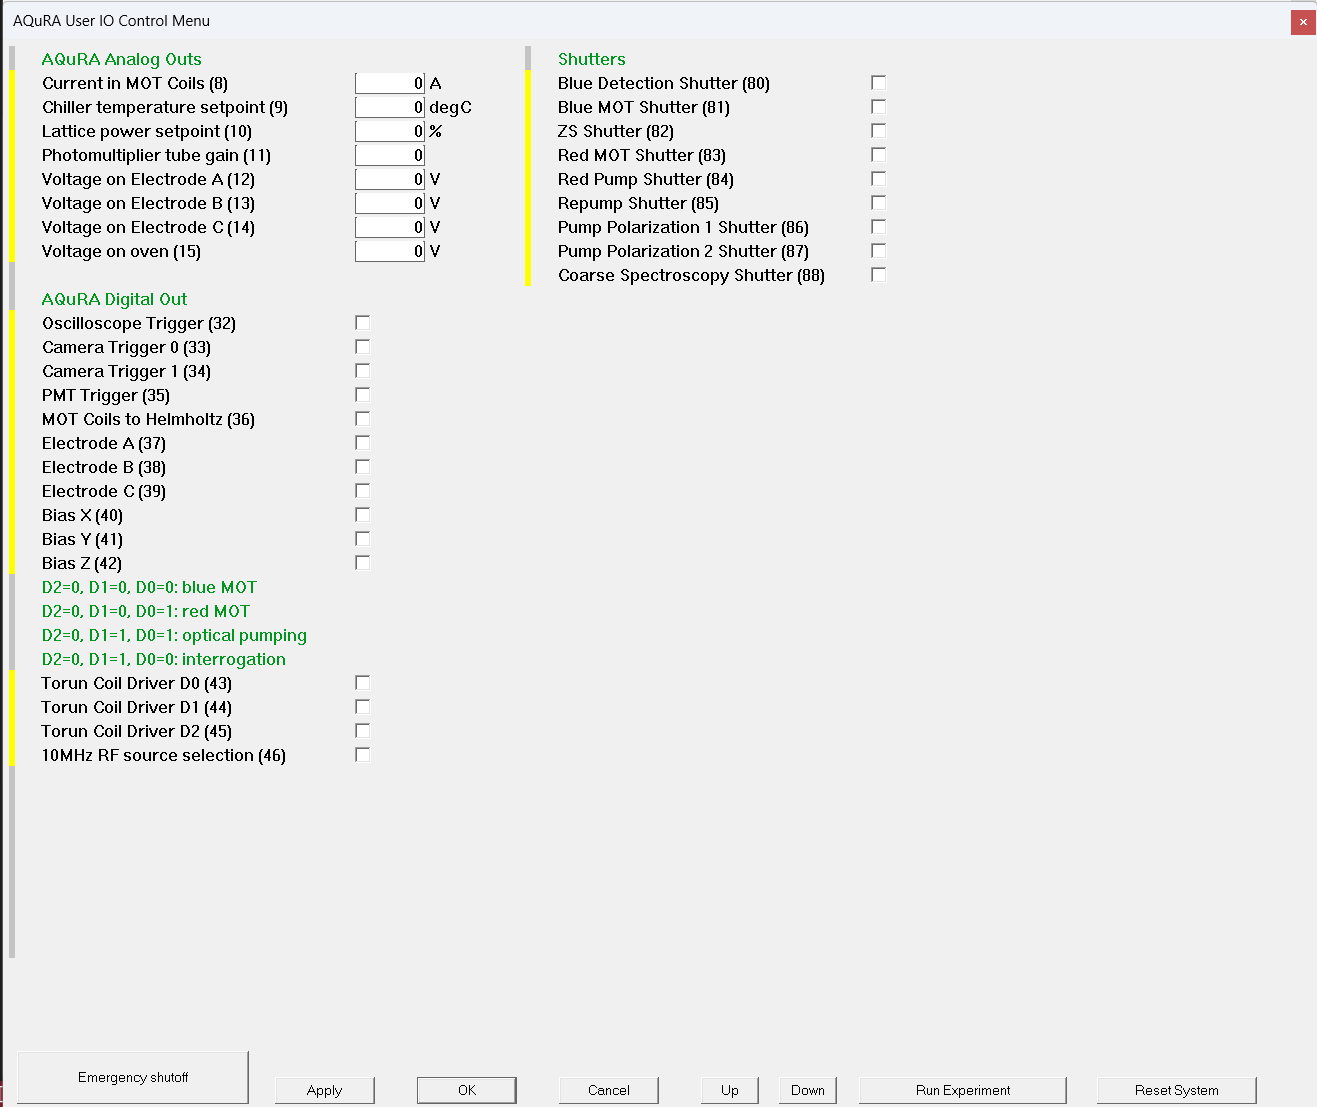 AQuRA User IO Control Menu
AQuRA Analog Outs
Current in MOT Coils (8) 0 A
Chiller temperature setpoint (9) 0 degC
Lattice power setpoint (10) 0 %
Photomultiplier tube gain (11) 0
Voltage on Electrode A (12) 0 V
Voltage on Electrode B (13) 0 V
Voltage on Electrode C (14) 0 V
Voltage on oven (15) 0 V
AQuRA Digital Out
Oscilloscope Trigger (32)
Camera Trigger 0 (33)
Camera Trigger 1 (34)
PMT Trigger (35)
MOT Coils to Helmholtz (36)
Electrode A (37)
Electrode B (38)
Electrode C (39)
Bias X (40)
Bias Y (41)
Bias Z (42)
D2=0, D1=0, D0=0: blue MOT
D2=0, D1=0, D0=1: red MOT
D2=0, D1=1, D0=1: optical pumping
D2=0, D1=1, D0=0: interrogation
Torun Coil Driver D0 (43)
Torun Coil Driver D1 (44)
Torun Coil Driver D2 (45)
10MHz RF source selection (46)
Shutters
Blue Detection Shutter (80)
Blue MOT Shutter (81)
ZS Shutter (82)
Red MOT Shutter (83)
Red Pump Shutter (84)
Repump Shutter (85)
Pump Polarization 1 Shutter (86)
Pump Polarization 2 Shutter (87)
Coarse Spectroscopy Shutter (88)
Emergency shutoff
Apply
OK
Cancel
Up
Down
Run Experiment
Reset System